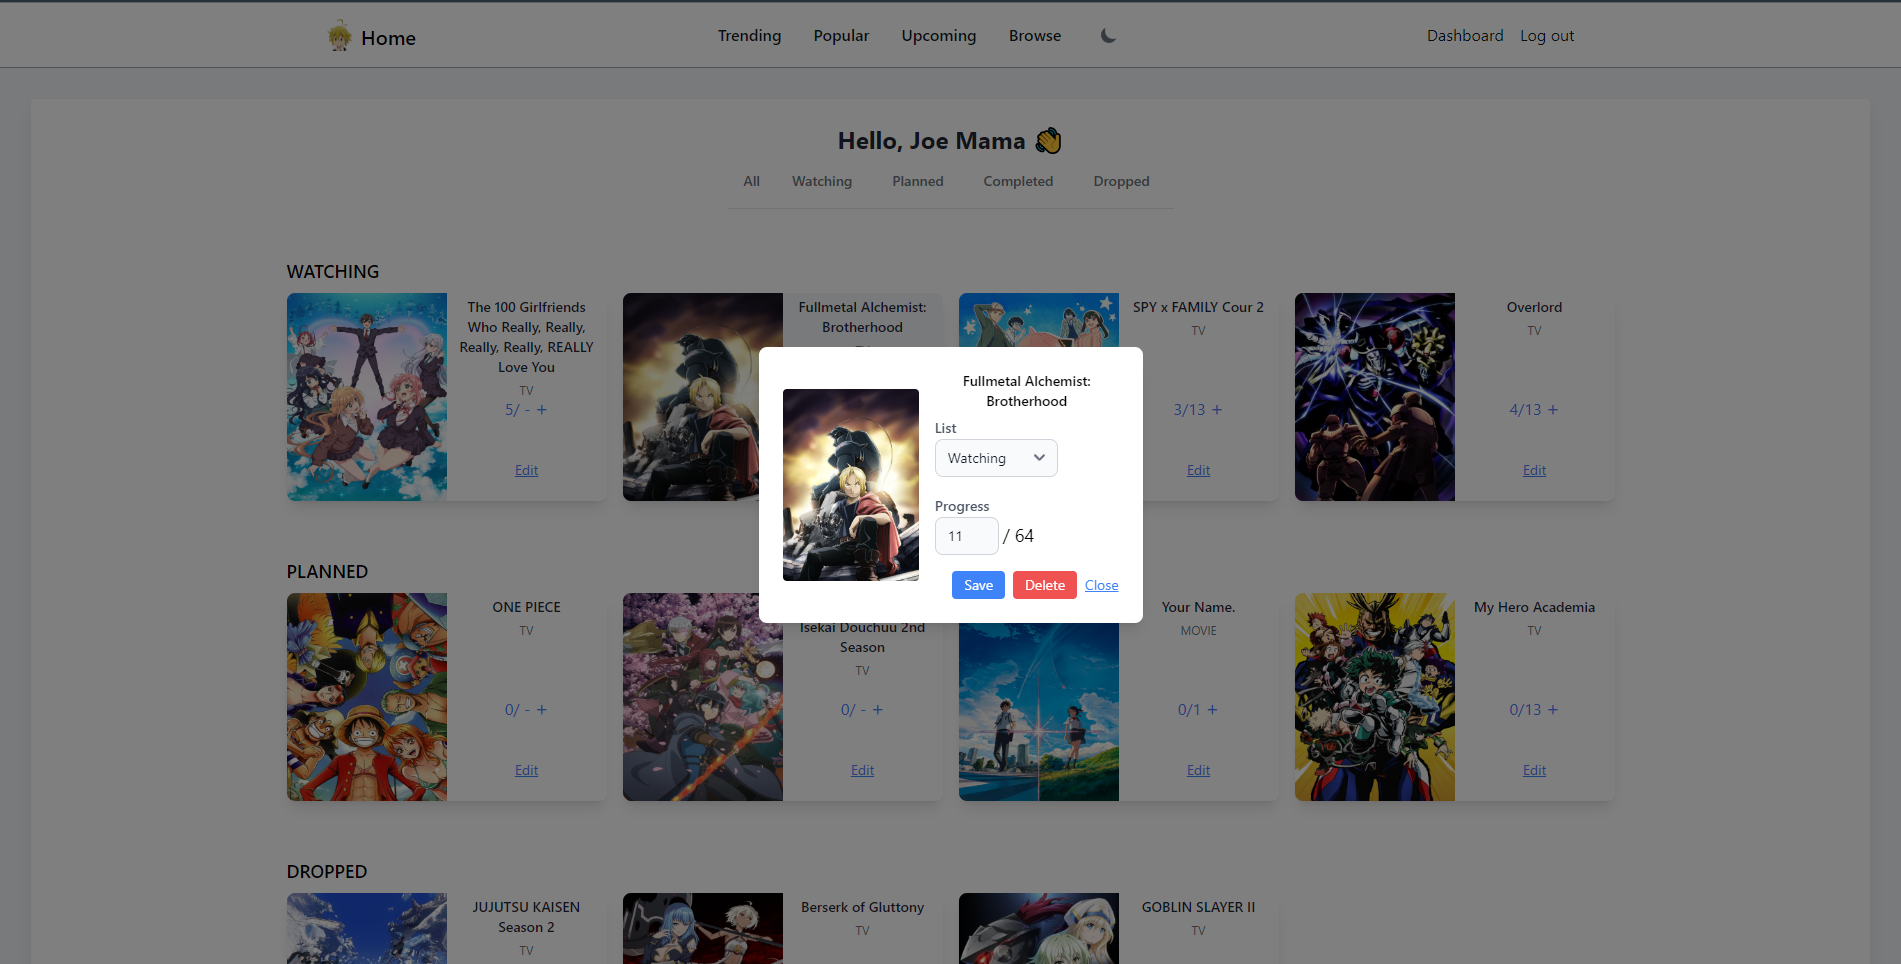 Home
Trending
Popular
Upcoming
Browse
Dashboard
Log out
Hello, Joe Mama
All
Watching
Planned
Completed
Dropped
WATCHING
The 100 Girlfriends
Who Really, Really,
Really, Really, REALLY
Love You
TV
5/ - +
Edit
Fullmetal Alchemist:
Brotherhood
SPY x FAMILY Cour 2
TV
3/13 +
Edit
Overlord
TV
4/13 +
Edit
Fullmetal Alchemist:
Brotherhood
List
Watching
Progress
11 / 64
Save
Delete
Close
PLANNED
ONE PIECE
TV
0/ - +
Edit
Isekai Douchuu 2nd
Season
TV
0/ - +
Edit
Your Name.
MOVIE
0/1 +
Edit
My Hero Academia
TV
0/13 +
Edit
DROPPED
JUJUTSU KAISEN
Season 2
TV
Berserk of Gluttony
TV
GOBLIN SLAYER II
TV